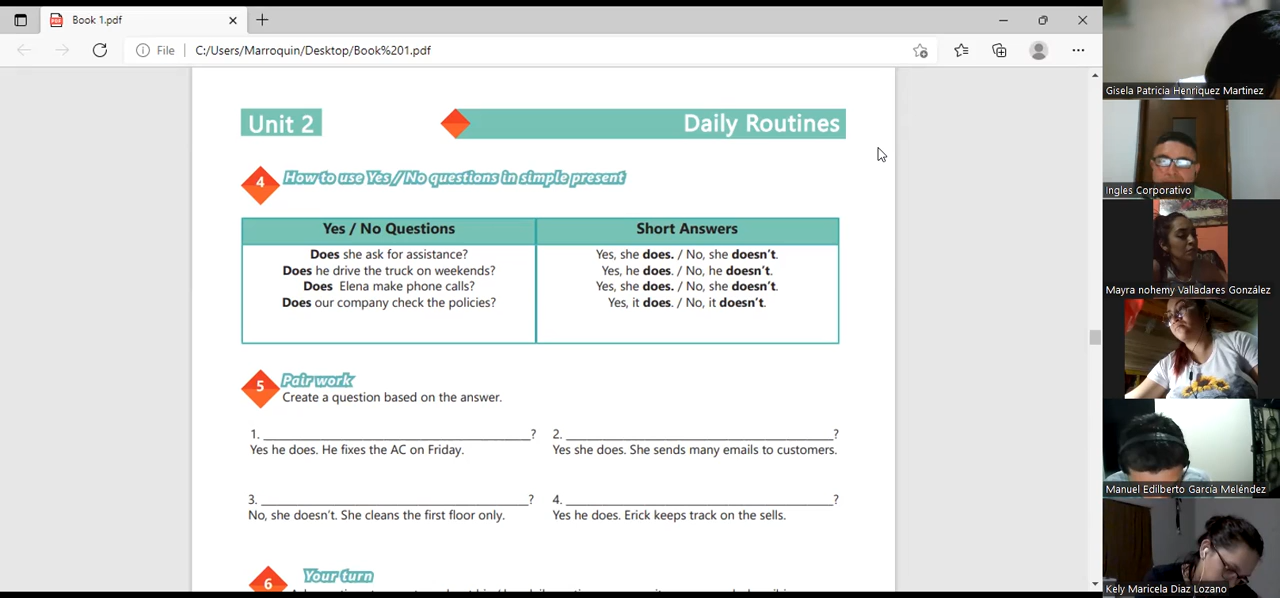 Book 1.pdf
File
C:/Users/Marroquin/Desktop/Book%201.pdf
Unit 2
Daily Routines
4
How to use Yes / No questions in simple present
Yes / No Questions
Short Answers
Does she ask for assistance?
Yes, she does. / No, she doesn't.
Does he drive the truck on weekends?
Yes, he does. / No, he doesn't.
Does Elena make phone calls?
Yes, she does. / No, she doesn't.
Does our company check the policies?
Yes, it does. / No, it doesn't.
5
Pair work
Create a question based on the answer.
1. ______________________________?
2. ______________________________?
Yes he does. He fixes the AC on Friday.
Yes she does. She sends many emails to customers.
3. ______________________________?
4. ______________________________?
No, she doesn't. She cleans the first floor only.
Yes he does. Erick keeps track on the sells.
6
Your turn
Gisela Patricia Henriquez Martinez
Ingles Corporativo
Mayra nohemy Valladares González
Manuel Edilberto García Meléndez
Kely Maricela Diaz Lozano